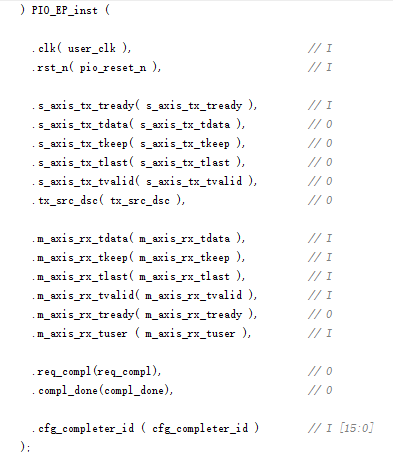 ) PIO_EP_inst (
.clk( user_clk ), // I
.rst_n( pio_reset_n ), // I
.s_axis_tx_tready( s_axis_tx_tready ), // I
.s_axis_tx_tdata( s_axis_tx_tdata ), // O
.s_axis_tx_tkeep( s_axis_tx_tkeep ), // O
.s_axis_tx_tlast( s_axis_tx_tlast ), // O
.s_axis_tx_tvalid( s_axis_tx_tvalid ), // O
.tx_src_dsc( tx_src_dsc ), // O
.m_axis_rx_tdata( m_axis_rx_tdata ), // I
.m_axis_rx_tkeep( m_axis_rx_tkeep ), // I
.m_axis_rx_tlast( m_axis_rx_tlast ), // I
.m_axis_rx_tvalid( m_axis_rx_tvalid ), // I
.m_axis_rx_tready( m_axis_rx_tready ), // O
.m_axis_rx_tuser ( m_axis_rx_tuser ), // I
.req_compl(req_compl), // O
.compl_done(compl_done), // O
.cfg_completer_id ( cfg_completer_id ) // I [15:0]
);